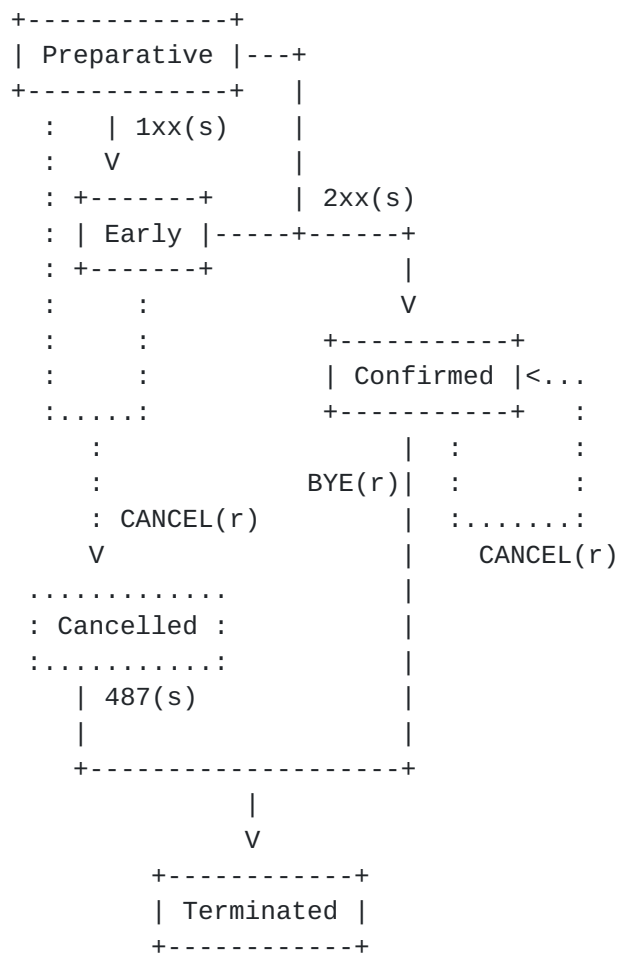 Preparative
1xx(s)
2xx(s)
Early
Confirmed
BYE(r)
CANCEL(r)
CANCEL(r)
Cancelled
487(s)
Terminated